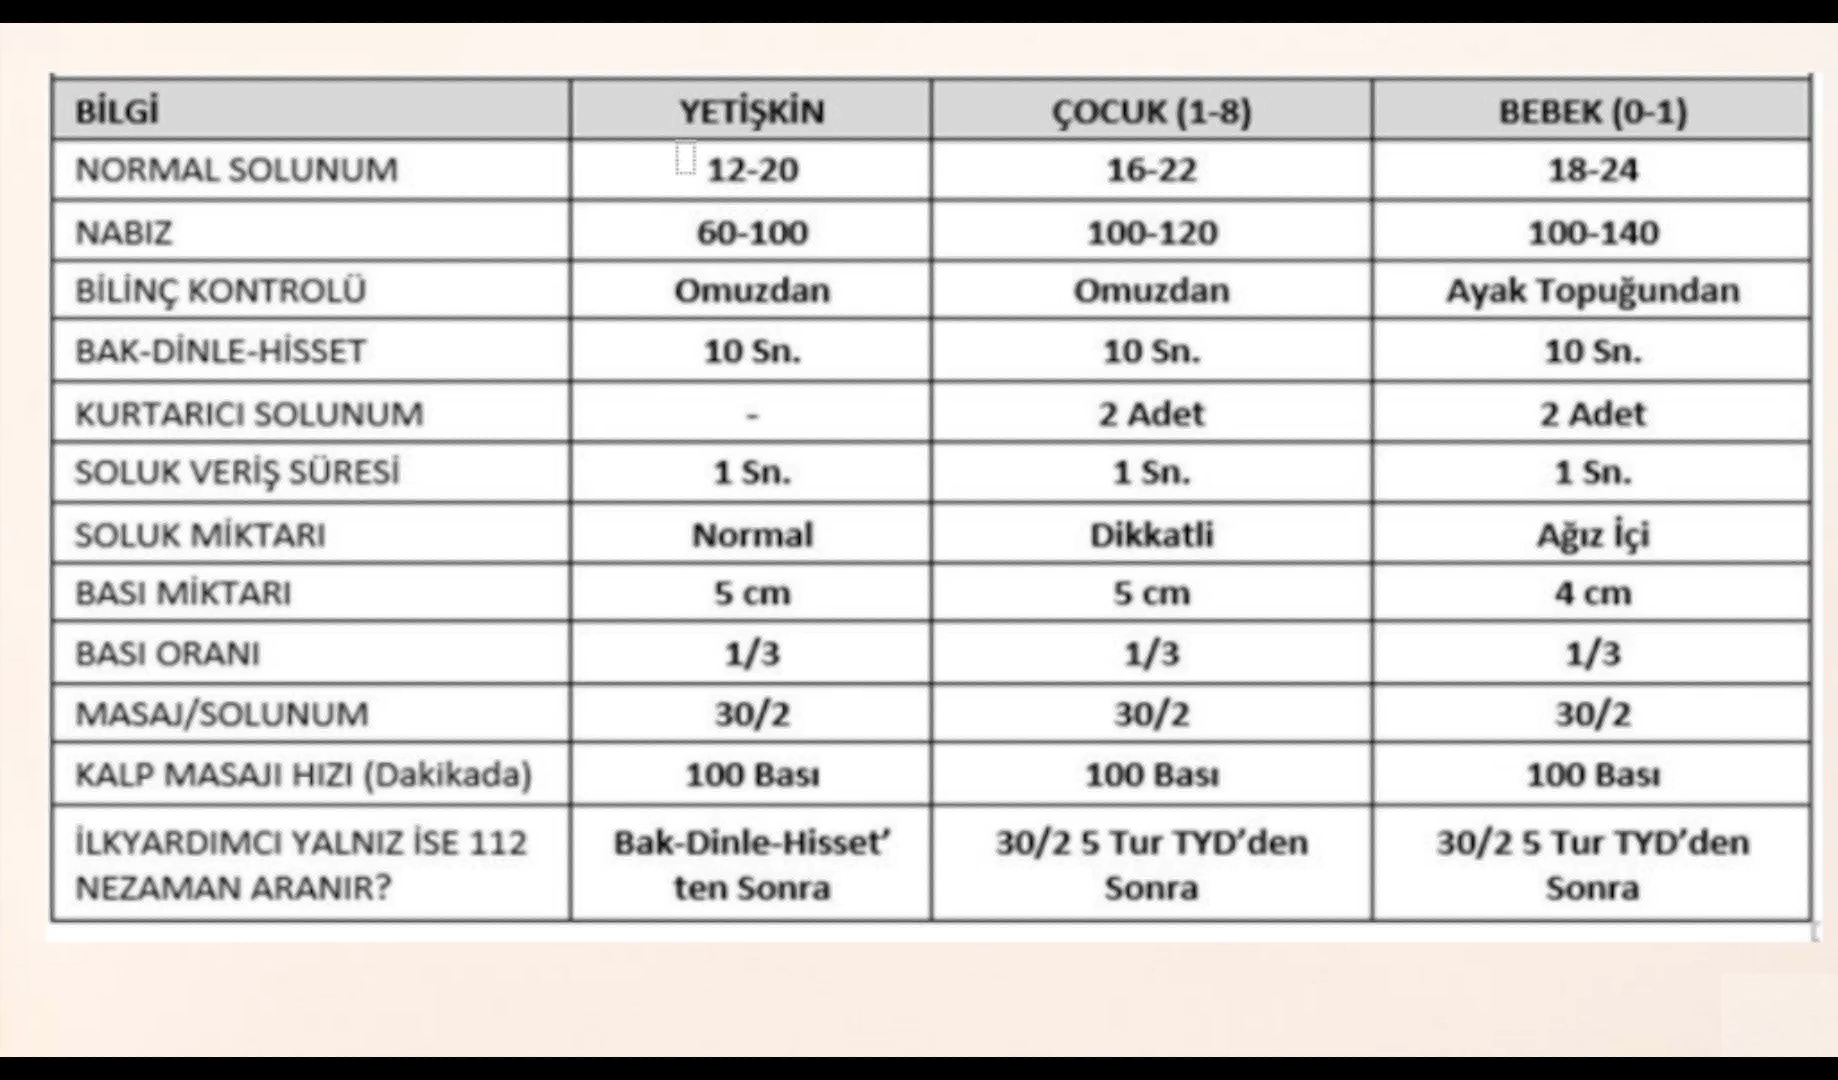 BİLGİ YETİŞKİN ÇOCUK (1-8) BEBEK (0-1)
NORMAL SOLUNUM 12-20 16-22 18-24
NABIZ 60-100 100-120 100-140
BİLİNÇ KONTROLÜ Omuzdan Omuzdan Ayak Topuğundan
BAK-DİNLE-HİSSET 10 Sn. 10 Sn. 10 Sn.
KURTARICI SOLUNUM - 2 Adet 2 Adet
SOLUK VERİŞ SÜRESİ 1 Sn. 1 Sn. 1 Sn.
SOLUK MİKTARI Normal Dikkatli Ağız İçi
BASI MİKTARI 5 cm 5 cm 4 cm
BASI ORANI 1/3 1/3 1/3
MASAJ/SOLUNUM 30/2 30/2 30/2
KALP MASAJI HIZI (Dakikada) 100 Bası 100 Bası 100 Bası
İLKYARDIMCI YALNIZ İSE 112 Bak-Dinle-Hisset’ 30/2 5 Tur TYD’den 30/2 5 Tur TYD’den
NEZAMAN ARANIR? ten Sonra Sonra Sonra